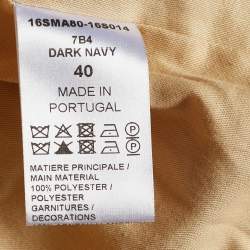 16SMA80-16S014
7B4
DARK NAVY
40
MADE IN
PORTUGAL
MATIERE PRINCIPALE /
MAIN MATERIAL
100% POLYESTER /
POLYESTER
GARNITURES /
DECORATIONS